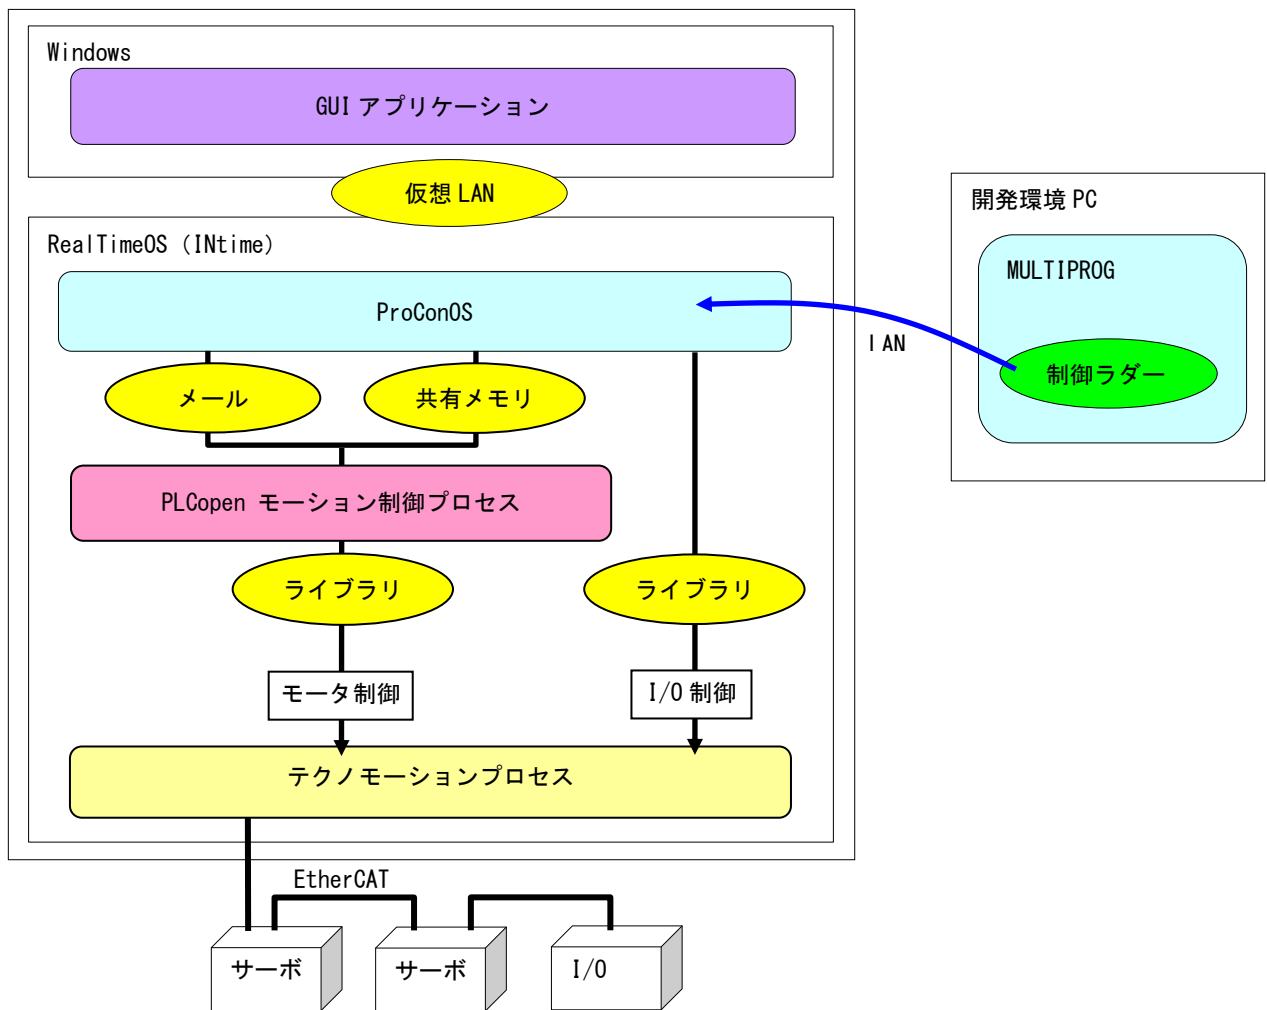 Windows
GUI アプリケーション
仮想 LAN
RealTimeOS（INtime）
ProConOS
メール
共有メモリ
PLCopen モーション制御プロセス
ライブラリ
ライブラリ
モータ制御
I/O 制御
テクノモーションプロセス
EtherCAT
サーボ
サーボ
I/O
開発環境 PC
MULTIPROG
制御ラダー
LAN